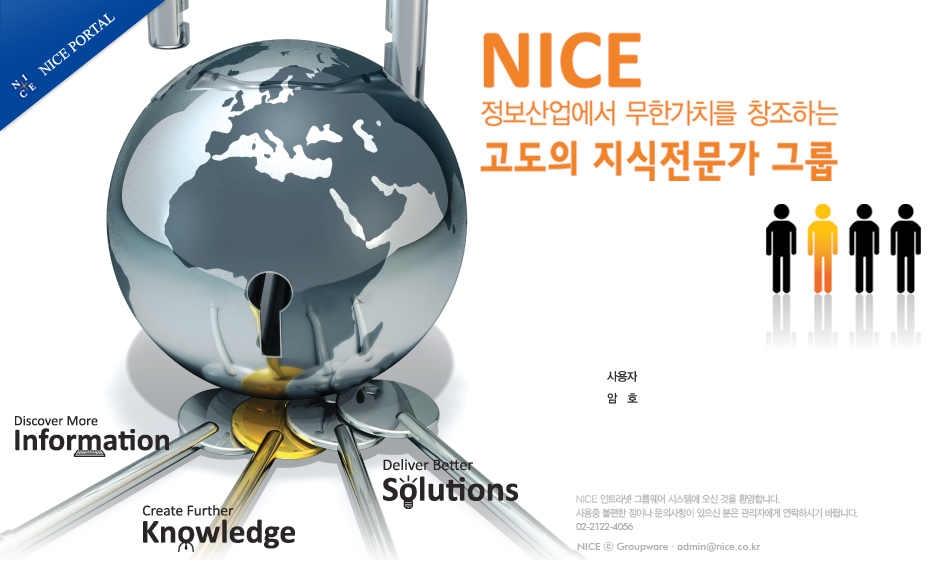 NICE
NICE PORTAL
NICE
정보산업에서 무한가치를 창조하는
고도의 지식전문가 그룹
사용자
암 호
Discover More
Information
Deliver Better
Solutions
Create Further
Knowledge
NICE 인트라넷 그룹웨어 시스템에 오신 것을 환영합니다.
사용중 불편한 점이나 문의사항이 있으신 분은 관리자에게 연락하시기 바랍니다.
02-2122-4056
NICE ⓒ Groupware · admin@nice.co.kr